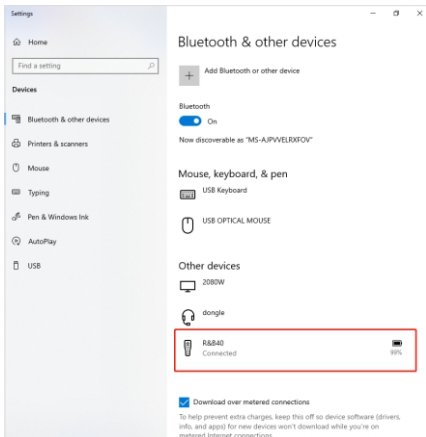 Settings
Home
Find a setting
Devices
Bluetooth & other devices
Printers & scanners
Mouse
Typing
Pen & Windows Ink
AutoPlay
USB
Bluetooth & other devices
Add Bluetooth or other device
Bluetooth
On
Now discoverable as "MS-AJPVVELRXFOV"
Mouse, keyboard, & pen
USB Keyboard
USB OPTICAL MOUSE
Other devices
2080W
dongle
R&B40
Connected
99%
Download over metered connections
To help prevent extra charges, keep this off so device software (drivers,
info, and apps) for new devices won't download while you're on
metered Internet connections.